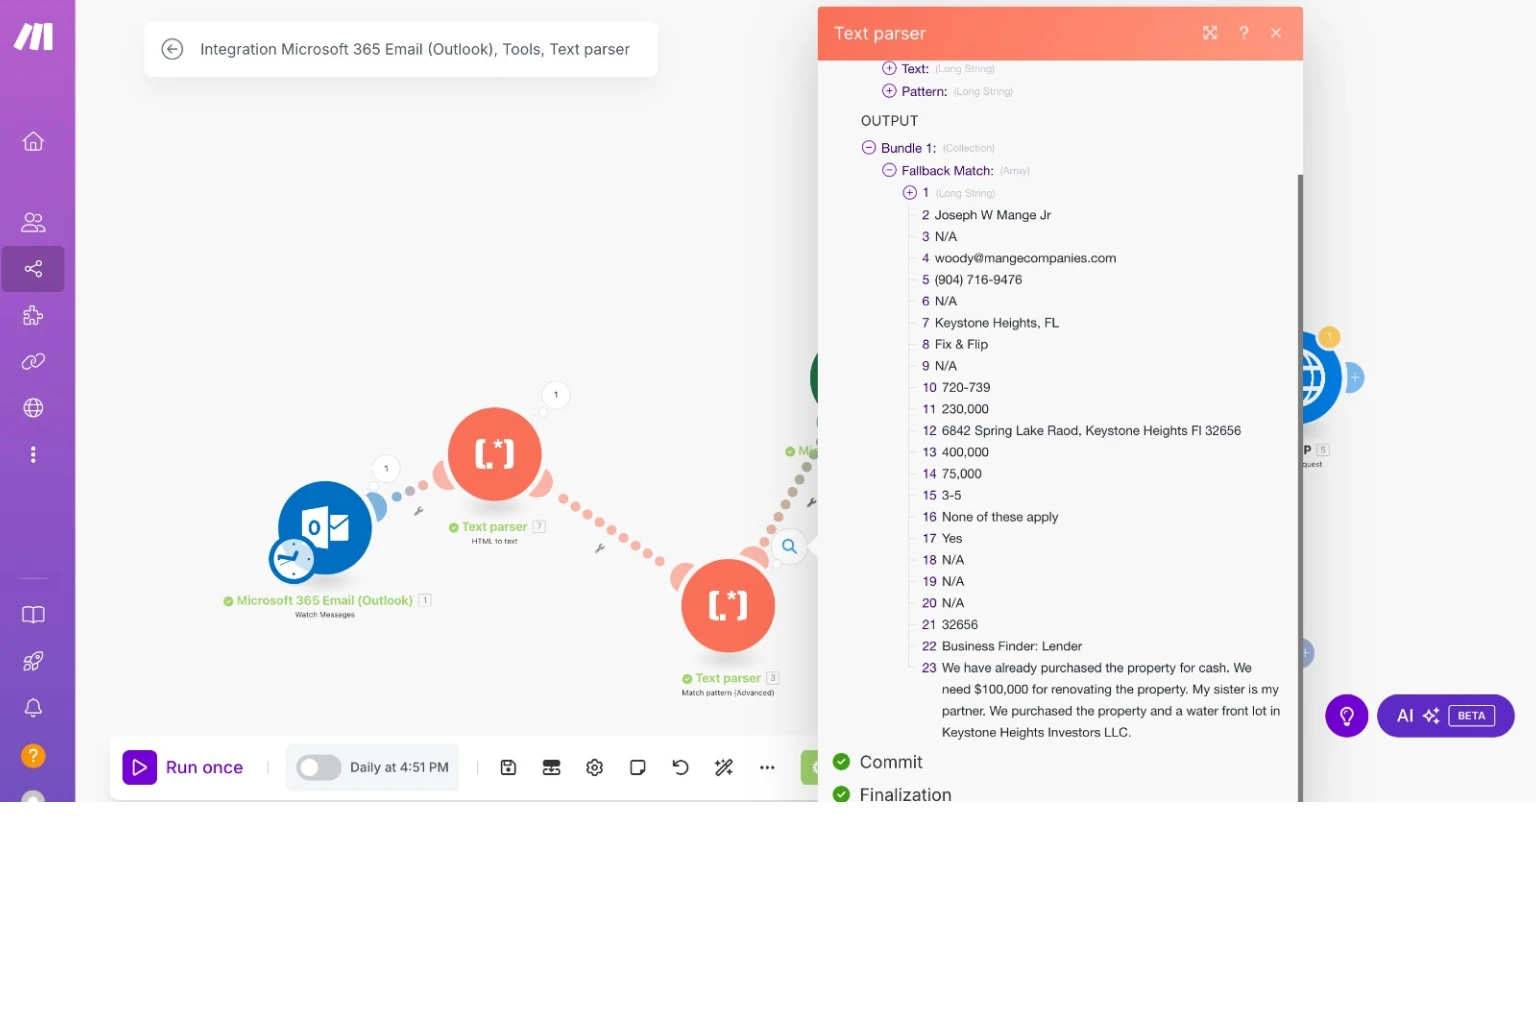 Integration Microsoft 365 Email (Outlook), Tools, Text parser
Text parser
?
Text: (Long String)
Pattern: (Long String)
OUTPUT
Bundle 1: (Collection)
Fallback Match: (Array)
1 (Long String)
2 Joseph W Mange Jr
3 N/A
4 woody@mangecompanies.com
5 (904) 716-9476
6 N/A
7 Keystone Heights, FL
8 Fix & Flip
9 N/A
10 720-739
11 230,000
12 6842 Spring Lake Raod, Keystone Heights Fl 32656
13 400,000
14 75,000
15 3-5
16 None of these apply
17 Yes
18 N/A
19 N/A
20 N/A
21 32656
22 Business Finder: Lender
23 We have already purchased the property for cash. We
need $100,000 for renovating the property. My sister is my
partner. We purchased the property and a water front lot in
Keystone Heights Investors LLC.
Commit
Finalization
1
[.*]
Text parser 7
HTML to text
1
Microsoft 365 Email (Outlook) 1
Watch Messages
[.*]
Text parser 3
Match pattern (Advanced)
1
P 5
quest
AI BETA
?
Run once
Daily at 4:51 PM